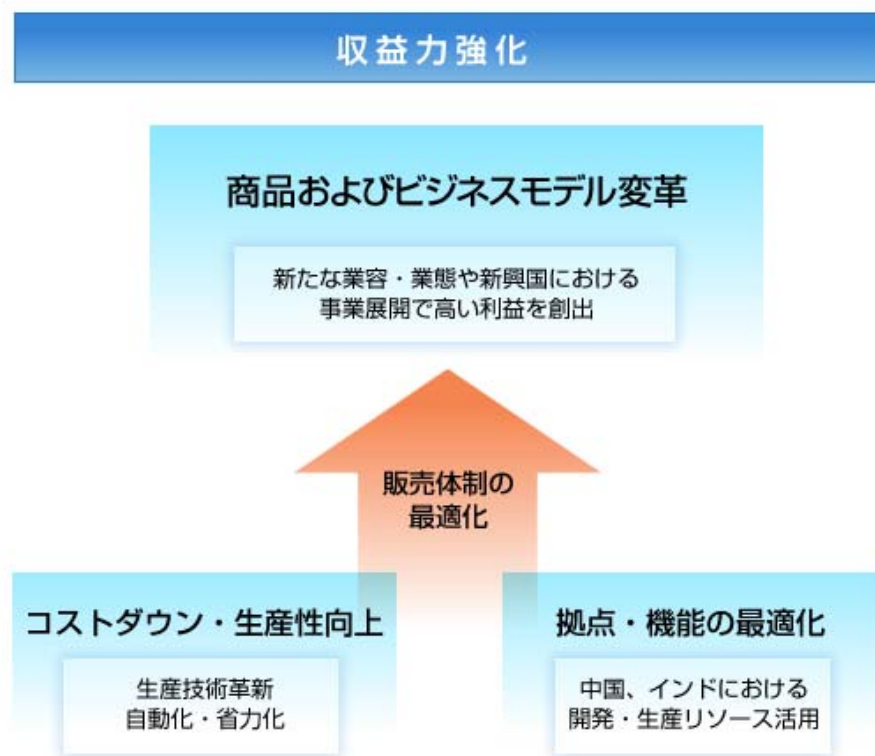 収益力強化
商品およびビジネスモデル変革
新たな業容・業態や新興国における
事業展開で高い利益を創出
販売体制の
最適化
コストダウン・生産性向上
生産技術革新
自動化・省力化
拠点・機能の最適化
中国、インドにおける
開発・生産リソース活用